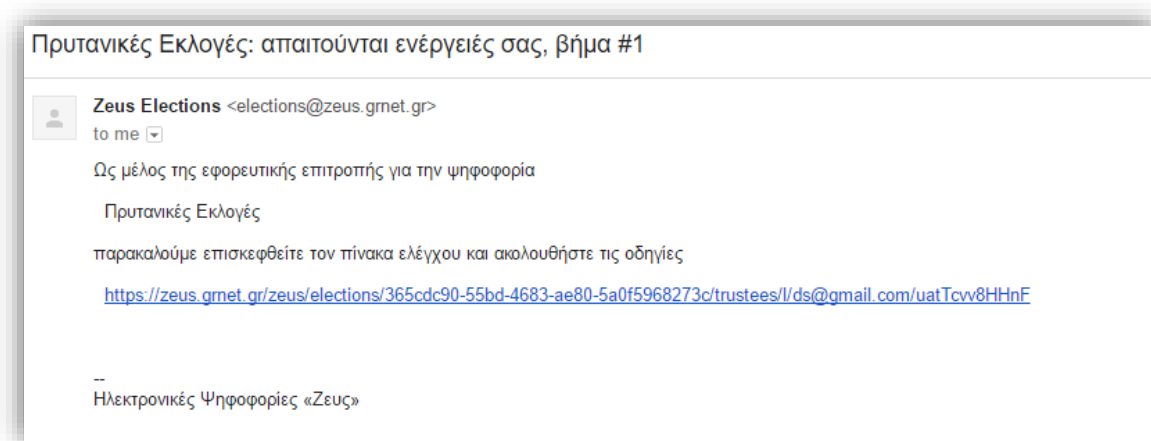 Πρυτανικές Εκλογές: απαιτούνται ενέργειές σας, βήμα #1
Zeus Elections <elections@zeus.grnet.gr>
to me
Ως μέλος της εφορευτικής επιτροπής για την ψηφοφορία
Πρυτανικές Εκλογές
παρακαλούμε επισκεφθείτε τον πίνακα ελέγχου και ακολουθήστε τις οδηγίες
https://zeus.grnet.gr/zeus/elections/365cdc90-55bd-4683-ae80-5a0f5968273c/trustees/l/ds@gmail.com/uatTcvv8HHnF
--
Ηλεκτρονικές Ψηφοφορίες «Ζευς»